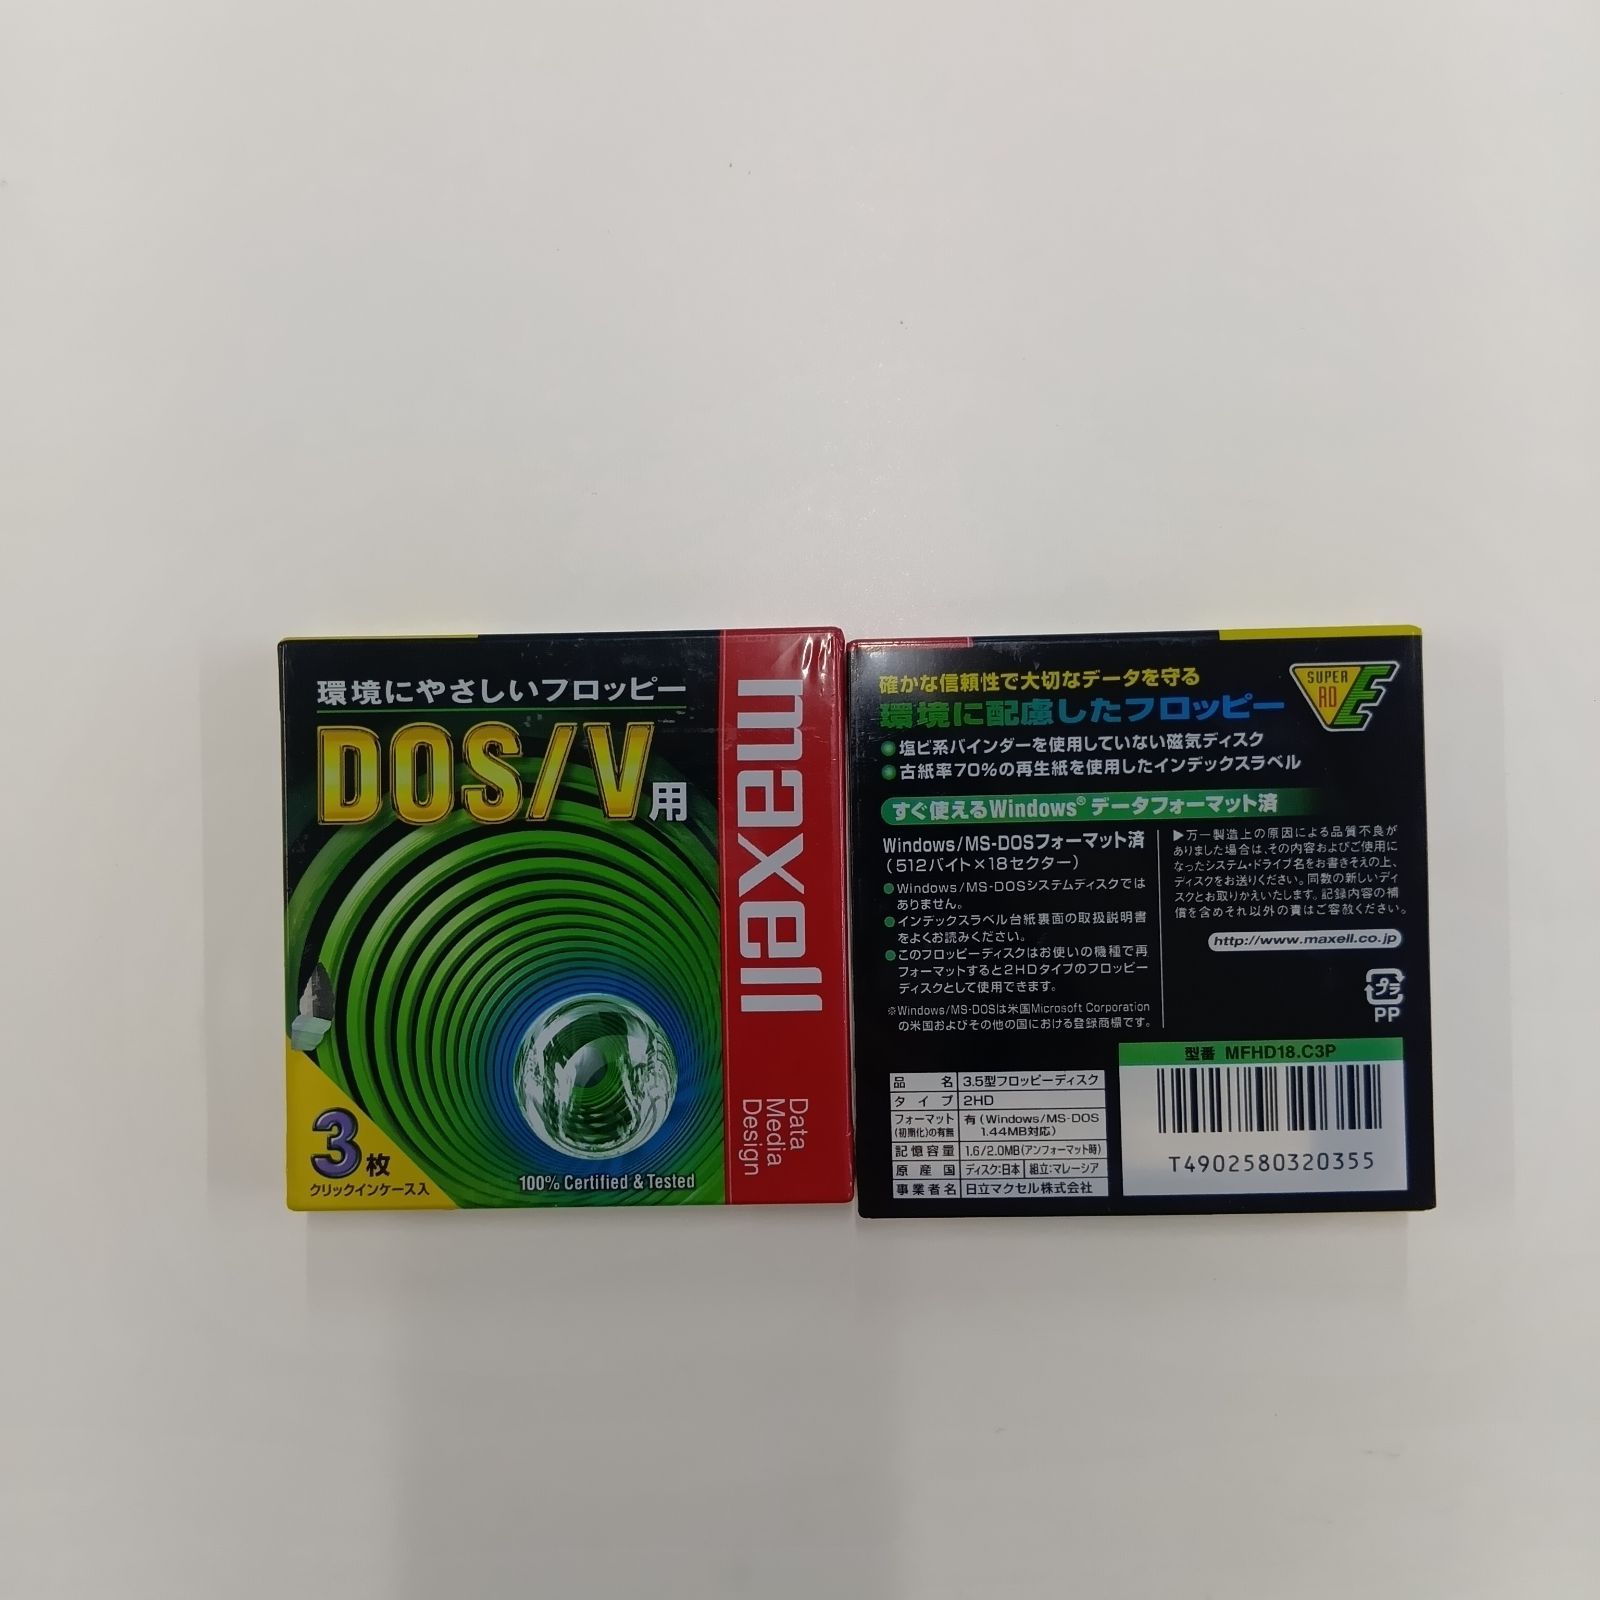 環境にやさしいフロッピー
DOS/V用
maxell
Data
Media
Design
3枚
クリックインケース入
100% Certified & Tested
確かな信頼性で大切なデータを守る
環境に配慮したフロッピー
SUPER
RD
E
●塩ビ系バインダーを使用していない磁気ディスク
●古紙率70%の再生紙を使用したインデックスラベル
すぐ使えるWindows®データフォーマット済
Windows/MS-DOSフォーマット済
(512バイト×18セクター)
●Windows/MS-DOSシステムディスクでは
ありません。
●インデックスラベル台紙裏面の取扱説明書
をよくお読みください。
●このフロッピーディスクはお使いの機種で再
フォーマットすると2HDタイプのフロッピー
ディスクとして使用できます。
※Windows/MS-DOSは米国Microsoft Corporation
の米国およびその他の国における登録商標です。
▶万一製造上の原因による品質不良が
ありました場合は、その内容およびご使用に
なったシステム・ドライブ名をお書きそえの上、
ディスクをお送りください。同数の新しいディ
スクとお取りかえいたします。記録内容の補
償を含めそれ以外の責はご容赦ください。
http://www.maxell.co.jp
プラ
PP
品名 3.5型フロッピーディスク
タイプ 2HD
フォーマット(初期化)の有無 有(Windows/MS-DOS
1.44MB対応)
記憶容量 1.6/2.0MB(アンフォーマット時)
原産国 ディスク:日本 組立:マレーシア
事業者名 日立マクセル株式会社
型番 MFHD18.C3P
T4902580320355